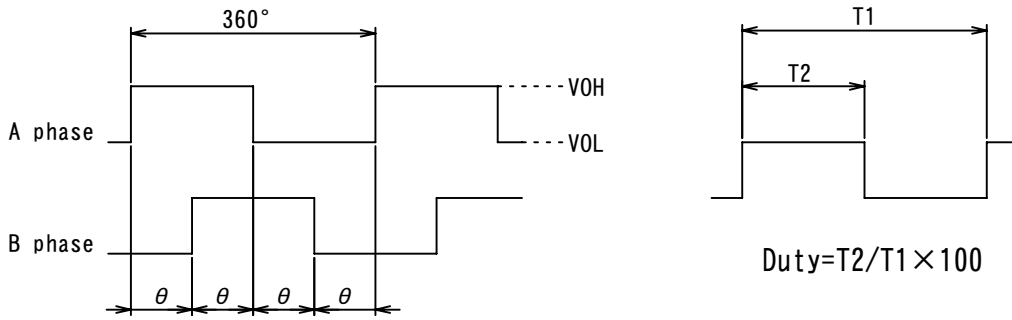 360°
A phase
VOH
VOL
B phase
θ θ θ θ
T1
T2
Duty=T2/T1×100